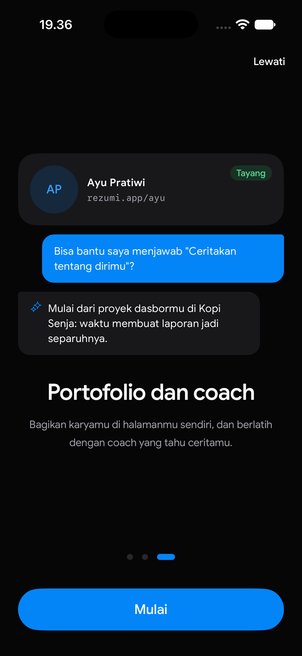 19.36
Lewati
AP
Ayu Pratiwi
Tayang
rezumi.app/ayu
Bisa bantu saya menjawab "Ceritakan
tentang dirimu"?
Mulai dari proyek dasbormu di Kopi
Senja: waktu membuat laporan jadi
separuhnya.
Portofolio dan coach
Bagikan karyamu di halamanmu sendiri, dan berlatih
dengan coach yang tahu ceritamu.
Mulai